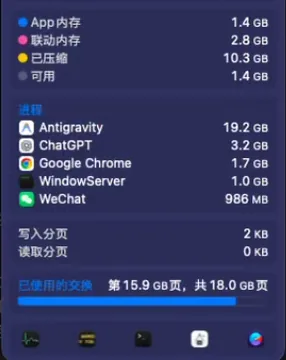 App内存 1.4 GB
联动内存 2.8 GB
已压缩 10.3 GB
可用 1.4 GB
进程
Antigravity 19.2 GB
ChatGPT 3.2 GB
Google Chrome 1.7 GB
WindowServer 1.0 GB
WeChat 986 MB
写入分页 2 KB
读取分页 0 KB
已使用的交换 第 15.9 GB页，共 18.0 GB页